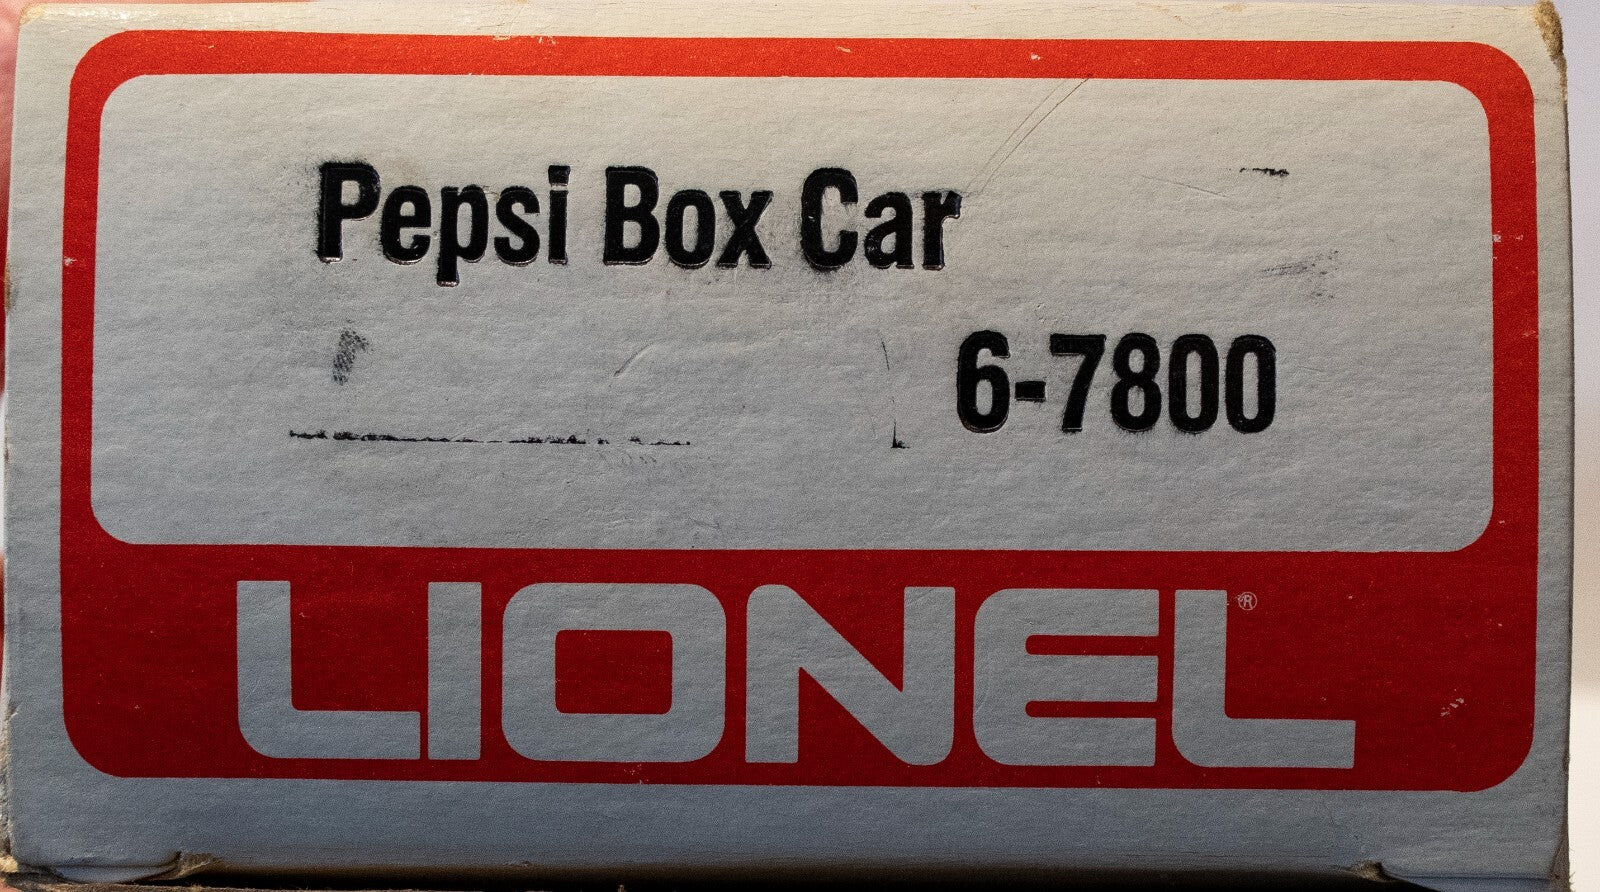 Pepsi Box Car
6-7800
LIONEL®